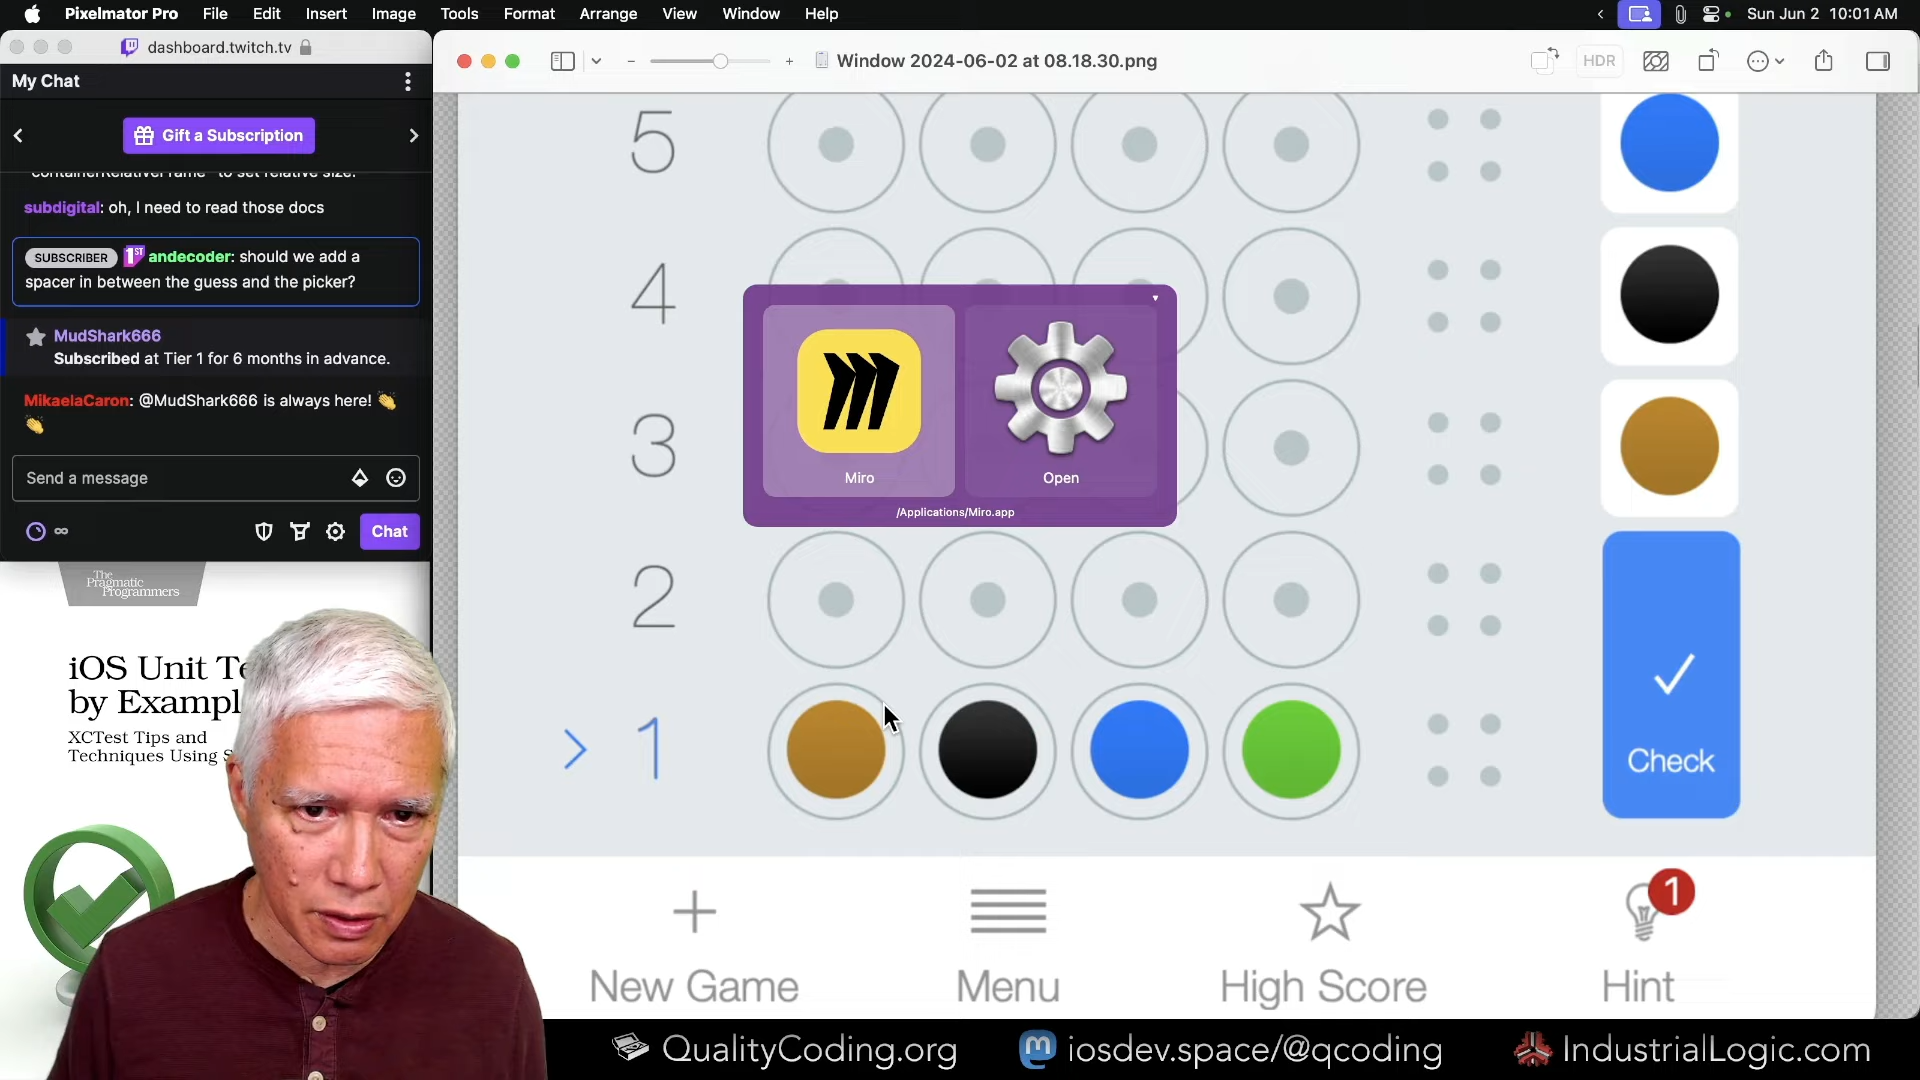 Pixelmator Pro File Edit Insert Image Tools Format Arrange View Window Help
Sun Jun 2 10:01 AM
dashboard.twitch.tv
My Chat
Gift a Subscription
subdigital: oh, I need to read those docs
SUBSCRIBER andecoder: should we add a
spacer in between the guess and the picker?
MudShark666
Subscribed at Tier 1 for 6 months in advance.
MikaelaCaron: @MudShark666 is always here! 👏
👏
Send a message
Chat
The
Pragmatic
Programmers
iOS Unit Te
by Exampl
XCTest Tips and
Techniques Using S
Window 2024-06-02 at 08.18.30.png
HDR
5
4
3
2
> 1
Miro
Open
/Applications/Miro.app
Check
New Game
Menu
High Score
1
Hint
QualityCoding.org
iosdev.space/@qcoding
IndustrialLogic.com